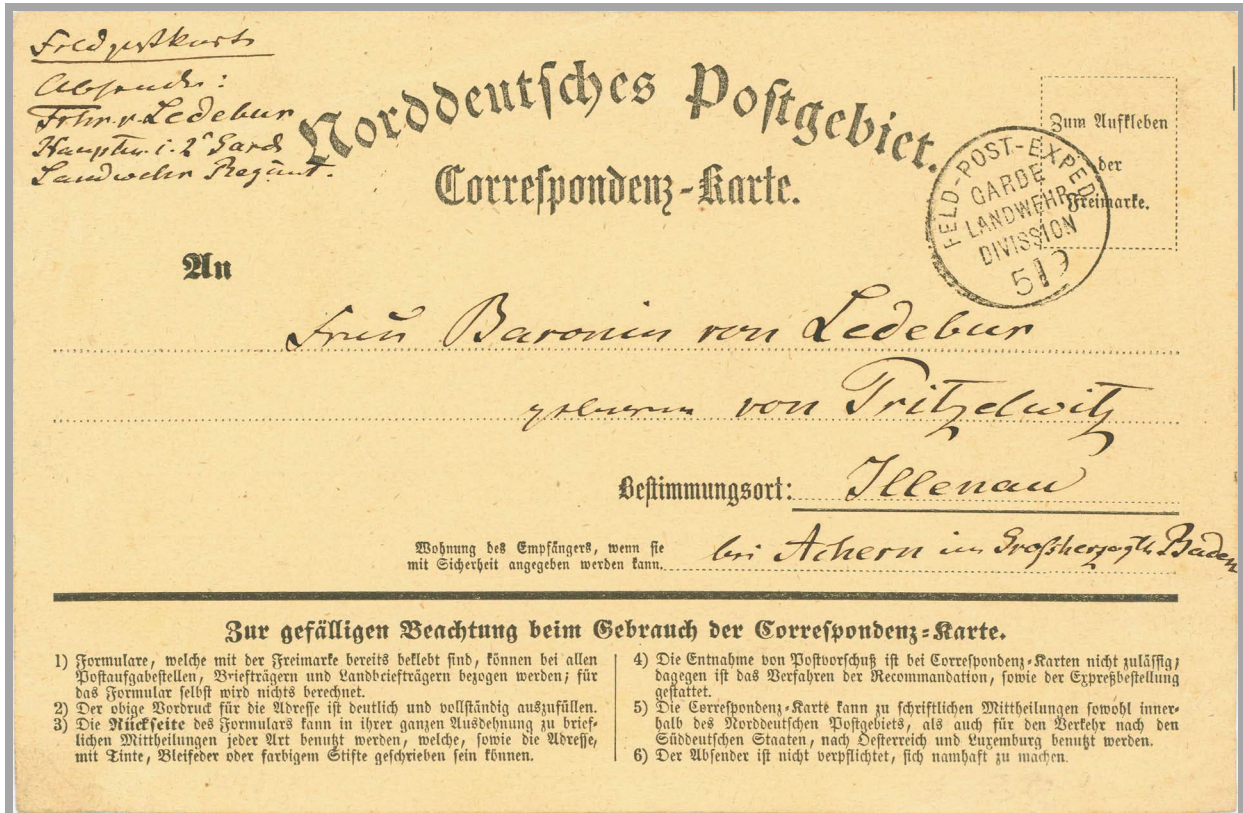 Feldpostkarte
Absender:
Frhr. v. Ledebur
Hauptm. i. 2ᵗ Garde
Landwehr Regimt.
Norddeutsches Postgebiet.
Correspondenz-Karte.
Zum Aufkleben
der
Freimarke.
FELD-POST-EXPED
GARDE
LANDWEHR
DIVISSION
5 9
An
Frau Baronin von Ledebur
geborene von Tritzelwitz
Bestimmungsort: Illenau
Wohnung des Empfängers, wenn sie
mit Sicherheit angegeben werden kann. bei Achern im Großherzogth. Baden
Zur gefälligen Beachtung beim Gebrauch der Correspondenz-Karte.
1) Formulare, welche mit der Freimarke bereits beklebt sind, können bei allen
Postaufgabestellen, Briefträgern und Landbriefträgern bezogen werden; für
das Formular selbst wird nichts berechnet.
2) Der obige Vordruck für die Adresse ist deutlich und vollständig auszufüllen.
3) Die Rückseite des Formulars kann in ihrer ganzen Ausdehnung zu brief-
lichen Mittheilungen jeder Art benutzt werden, welche, sowie die Adresse,
mit Tinte, Bleifeder oder farbigem Stifte geschrieben sein können.
4) Die Entnahme von Postvorschuß ist bei Correspondenz-Karten nicht zulässig;
dagegen ist das Verfahren der Recommandation, sowie der Expreßbestellung
gestattet.
5) Die Correspondenz-Karte kann zu schriftlichen Mittheilungen sowohl inner-
halb des Norddeutschen Postgebiets, als auch für den Verkehr nach den
Süddeutschen Staaten, nach Oesterreich und Luxemburg benutzt werden.
6) Der Absender ist nicht verpflichtet, sich namhaft zu machen.